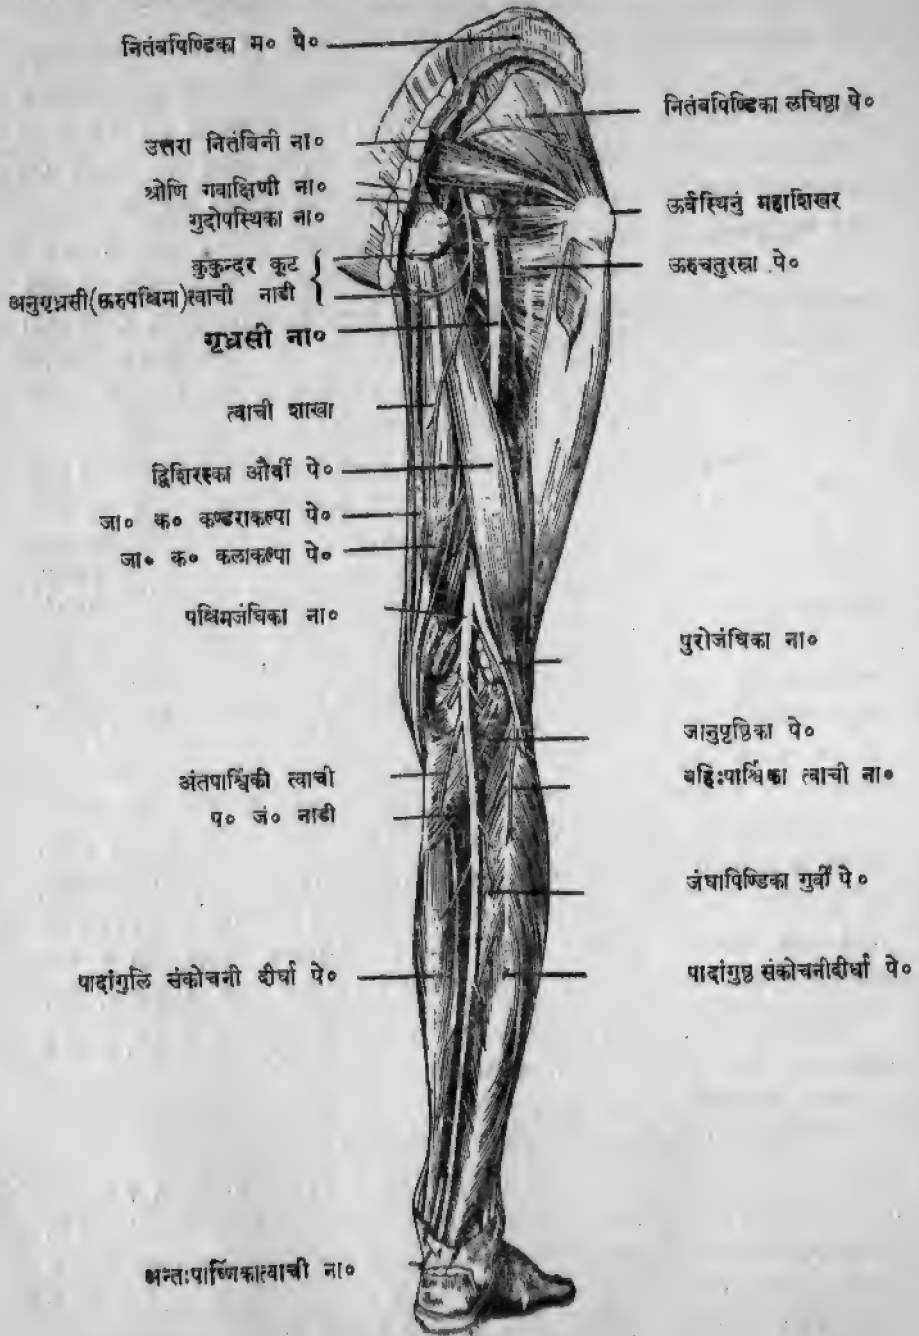 नितंबपिण्डिका म० पे०
नितंबपिण्डिका लघिष्ठा पे०
उत्तरा नितंबिनी ना०
श्रोणि गवाक्षिणी ना०
गुदोपस्थिका ना०
ऊर्वस्थिनुं महाशिखर
कुकुन्दर कूट
ऊरुचतुरस्रा पे०
अनुगृध्रसी(ऊरुपश्चिमा)त्वाची नाडी
गृध्रसी ना०
त्वाची शाखा
द्विशिरस्का और्वी पे०
जा० क० कण्डराकल्पा पे०
जा० क० कलाकल्पा पे०
पश्चिमजंघिका ना०
पुरोजंघिका ना०
जानुपृष्ठिका पे०
अंतपार्श्विकी त्वाची
प० जं० नाडी
बहिःपार्श्विका त्वाची ना०
जंघापिण्डिका गुर्वी पे०
पादांगुलि संकोचनी दीर्घा पे०
पादांगुष्ठ संकोचनीदीर्घा पे०
अन्तःपार्ष्णिकात्वाची ना०